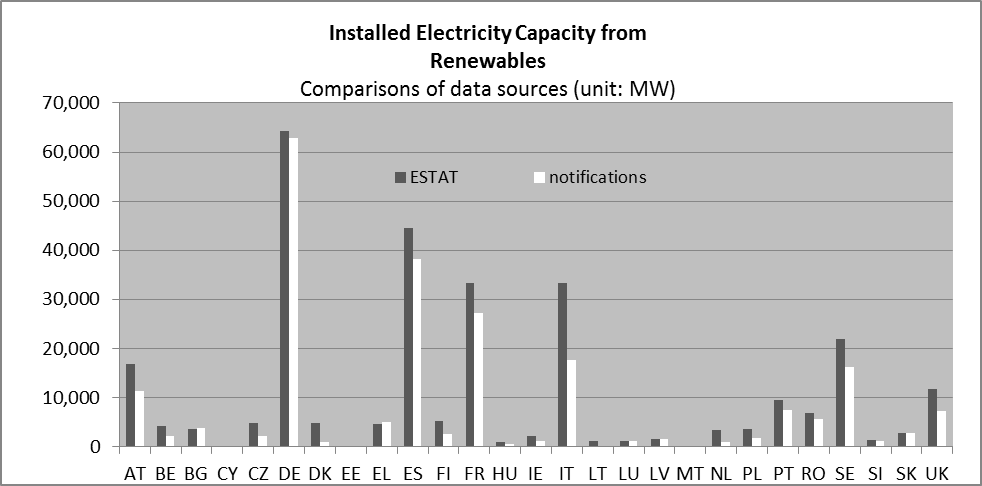 Installed Electricity Capacity from
Renewables
Comparisons of data sources (unit: MW)
70,000
60,000
50,000
40,000
30,000
20,000
10,000
0
ESTAT notifications
AT BE BG CY CZ DE DK EE EL ES FI FR HU IE IT LT LU LV MT NL PL PT RO SE SI SK UK